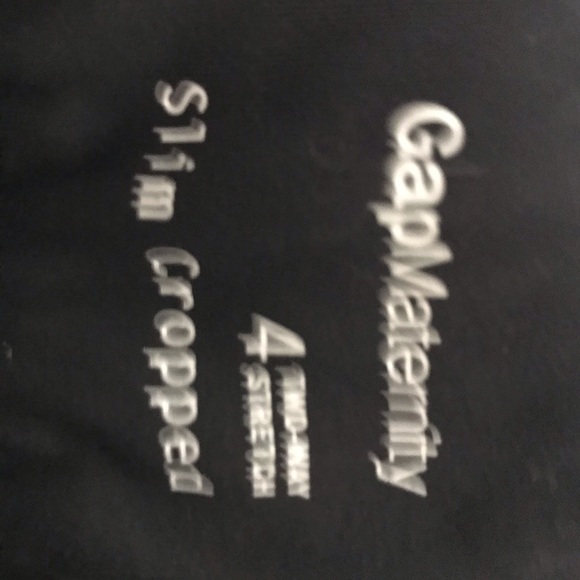 GapMaternity
4 TWO-WAY
STRETCH
Slim Cropped